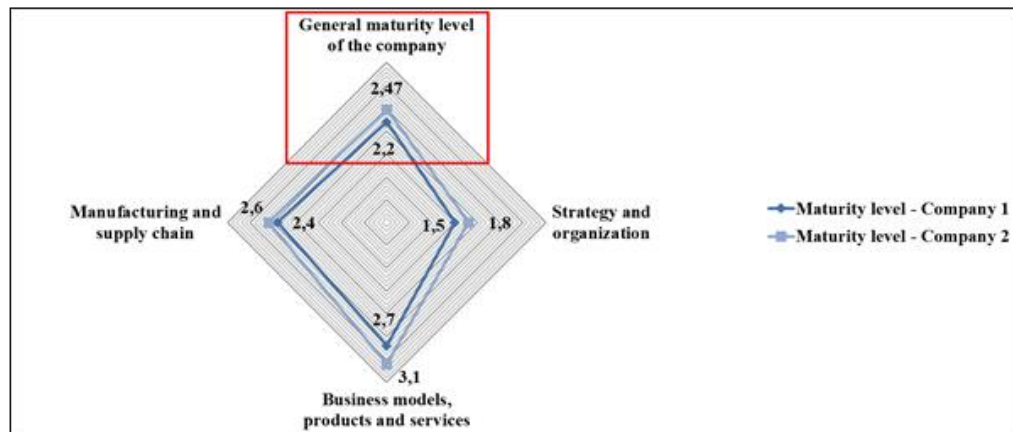 General maturity level
of the company
2,47
2,2
Manufacturing and
supply chain
2,6
2,4
1,5
1,8
Strategy and
organization
Maturity level - Company 1
Maturity level - Company 2
2,7
3,1
Business models,
products and services